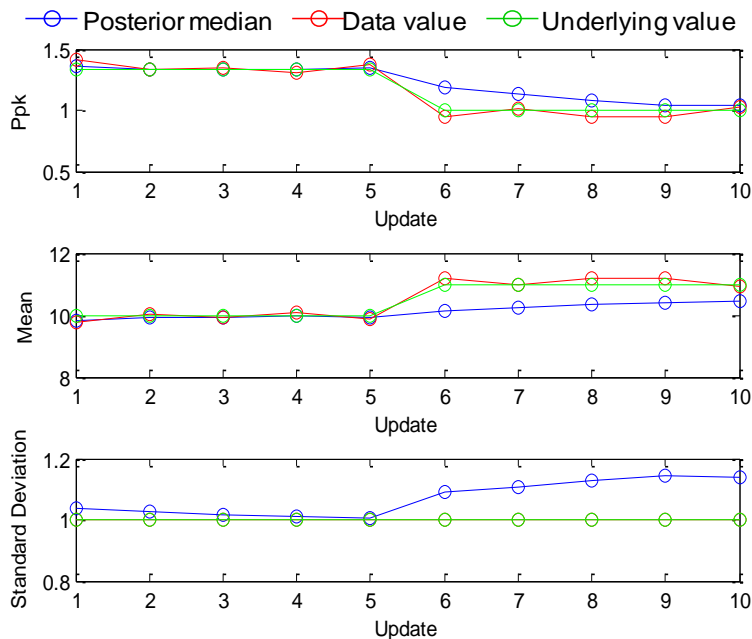 Posterior median Data value Underlying value
1.5
1
0.5
Ppk
1 2 3 4 5 6 7 8 9 10
Update
12
10
8
Mean
1 2 3 4 5 6 7 8 9 10
Update
1.2
1
0.8
Standard Deviation
1 2 3 4 5 6 7 8 9 10
Update